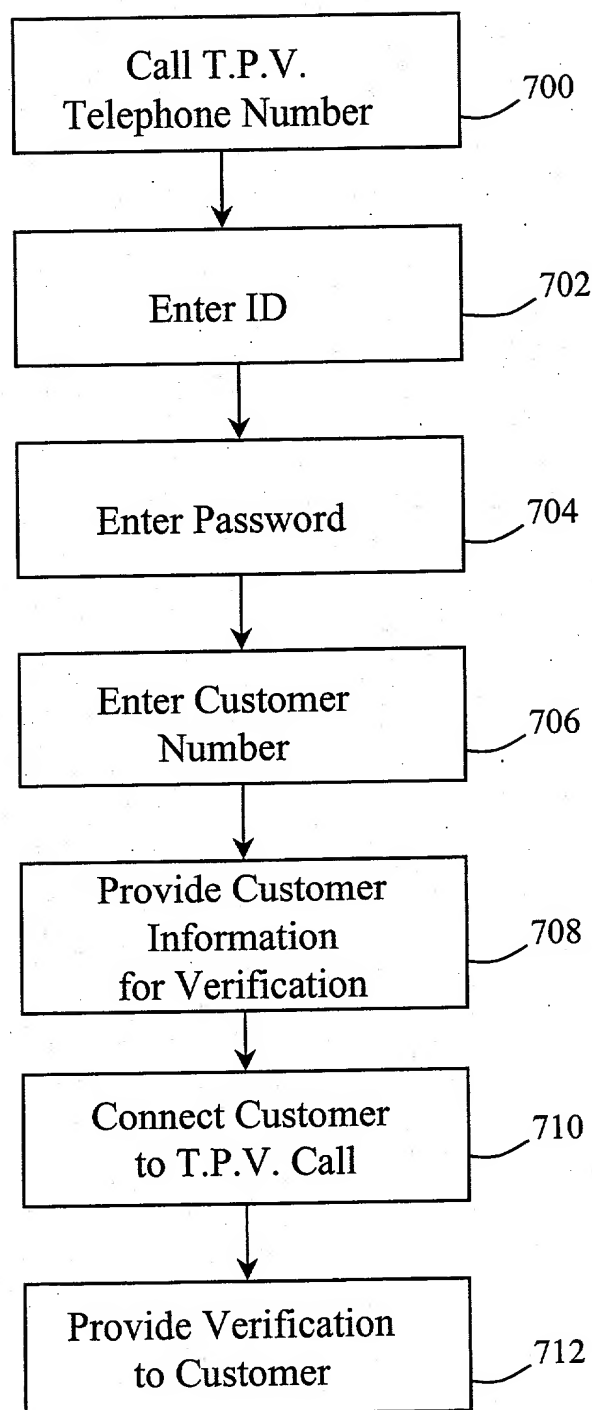 Call T.P.V.
Telephone Number
700
Enter ID
702
Enter Password
704
Enter Customer
Number
706
Provide Customer
Information
for Verification
708
Connect Customer
to T.P.V. Call
710
Provide Verification
to Customer
712